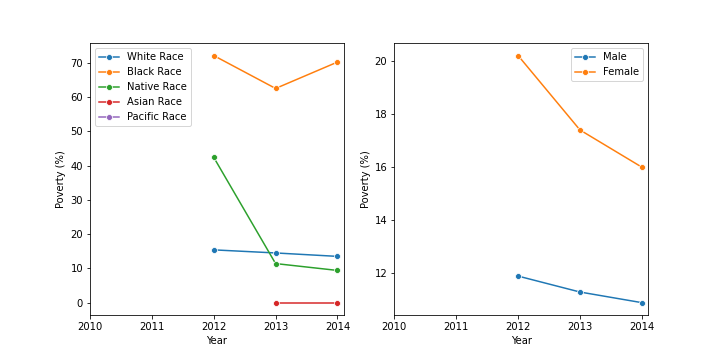 White Race
Black Race
Native Race
Asian Race
Pacific Race
70
60
50
40
30
20
10
0
Poverty (%)
2010 2011 2012 2013 2014
Year
Male
Female
20
18
16
14
12
Poverty (%)
2010 2011 2012 2013 2014
Year